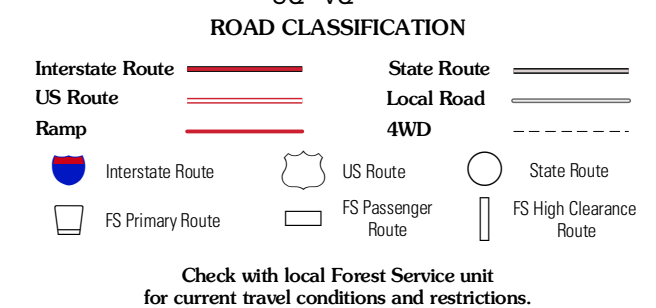 ROAD CLASSIFICATION
Interstate Route
State Route
US Route
Local Road
Ramp
4WD
Interstate Route
US Route
State Route
FS Primary Route
FS Passenger
Route
FS High Clearance
Route
Check with local Forest Service unit
for current travel conditions and restrictions.